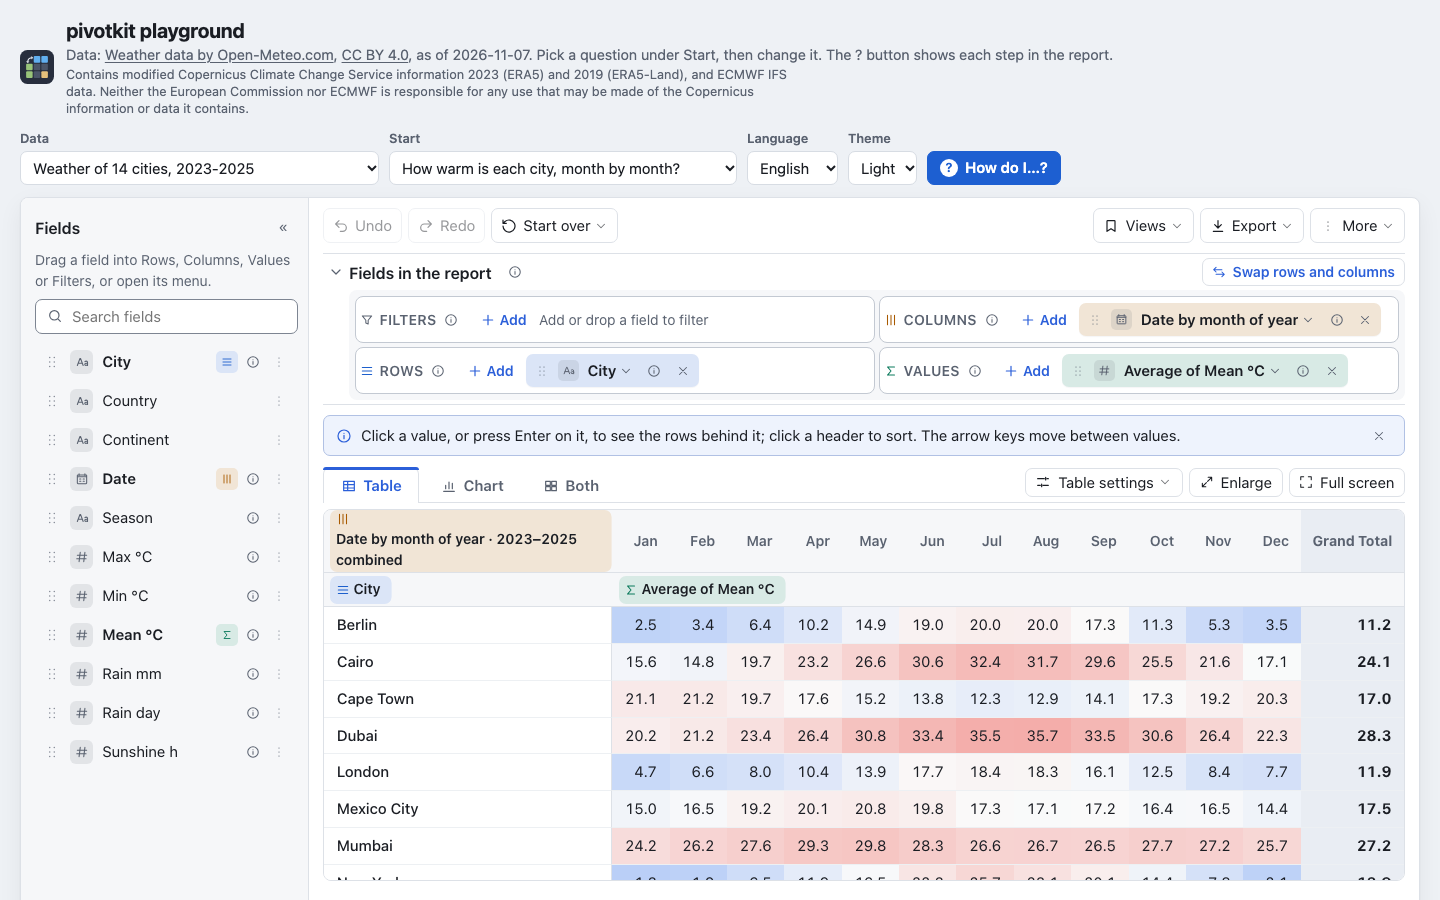 pivotkit playground
Data: Weather data by Open-Meteo.com, CC BY 4.0, as of 2026-11-07. Pick a question under Start, then change it. The ? button shows each step in the report.
Contains modified Copernicus Climate Change Service information 2023 (ERA5) and 2019 (ERA5-Land), and ECMWF IFS
data. Neither the European Commission nor ECMWF is responsible for any use that may be made of the Copernicus
information or data it contains.
Data Start Language Theme
Weather of 14 cities, 2023-2025 How warm is each city, month by month? English Light ? How do I...?
Fields «
Drag a field into Rows, Columns, Values
or Filters, or open its menu.
Search fields
Aa City
Aa Country
Aa Continent
Date
Aa Season
# Max °C
# Min °C
# Mean °C Σ
# Rain mm
# Rain day
# Sunshine h
Undo Redo Start over Views Export More
Fields in the report Swap rows and columns
FILTERS + Add Add or drop a field to filter
COLUMNS + Add Date by month of year
ROWS + Add Aa City
Σ VALUES + Add # Average of Mean °C
Click a value, or press Enter on it, to see the rows behind it; click a header to sort. The arrow keys move between values.
Table Chart Both Table settings Enlarge Full screen
Date by month of year · 2023–2025
combined
Jan Feb Mar Apr May Jun Jul Aug Sep Oct Nov Dec Grand Total
City Σ Average of Mean °C
Berlin 2.5 3.4 6.4 10.2 14.9 19.0 20.0 20.0 17.3 11.3 5.3 3.5 11.2
Cairo 15.6 14.8 19.7 23.2 26.6 30.6 32.4 31.7 29.6 25.5 21.6 17.1 24.1
Cape Town 21.1 21.2 19.7 17.6 15.2 13.8 12.3 12.9 14.1 17.3 19.2 20.3 17.0
Dubai 20.2 21.2 23.4 26.4 30.8 33.4 35.5 35.7 33.5 30.6 26.4 22.3 28.3
London 4.7 6.6 8.0 10.4 13.9 17.7 18.4 18.3 16.1 12.5 8.4 7.7 11.9
Mexico City 15.0 16.5 19.2 20.1 20.8 19.8 17.3 17.1 17.2 16.4 16.5 14.4 17.5
Mumbai 24.2 26.2 27.6 29.3 29.8 28.3 26.6 26.7 26.5 27.7 27.2 25.7 27.2